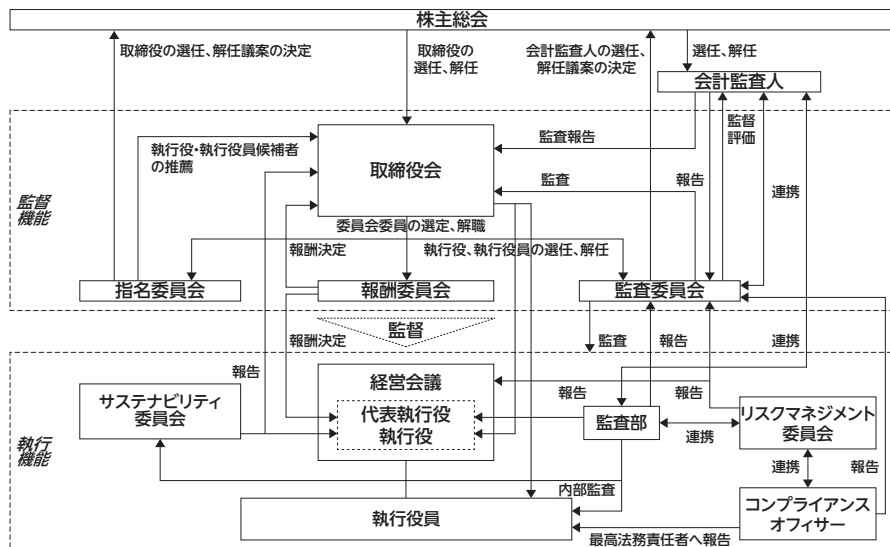 株主総会
取締役の選任、解任議案の決定
取締役の
選任、解任
会計監査人の選任、
解任議案の決定
選任、解任
会計監査人
監督
機能
執行役・執行役員候補者
の推薦
取締役会
監査報告
監査
報告
監督
評価
連携
委員会委員の選定、解職
報酬決定
執行役、執行役員の選任、解任
指名委員会
報酬委員会
監査委員会
監督
報酬決定
監査
報告
連携
執行
機能
サステナビリティ
委員会
報告
経営会議
代表執行役
執行役
報告
監査部
報告
連携
リスクマネジメント
委員会
連携
報告
内部監査
執行役員
コンプライアンス
オフィサー
最高法務責任者へ報告